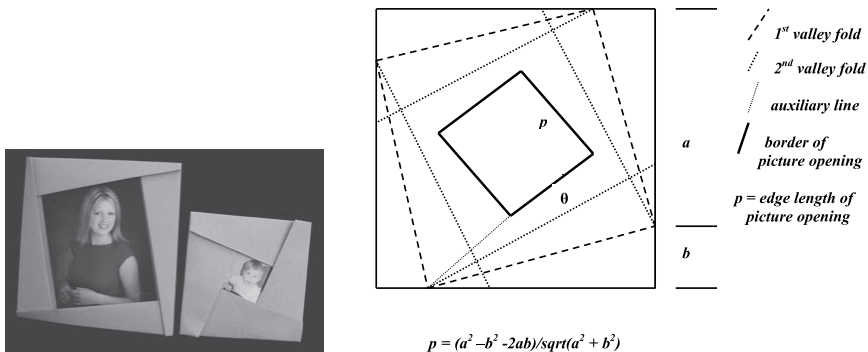 1st valley fold
2nd valley fold
auxiliary line
border of
picture opening
p = edge length of
picture opening
p
θ
a
b
p = (a² –b² -2ab)/sqrt(a² + b²)